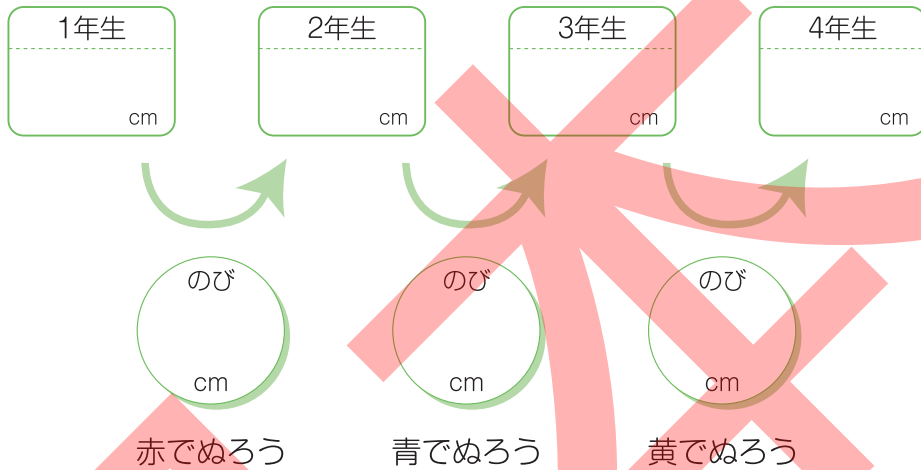 1年生 2年生 3年生 4年生
cm cm cm cm
のび のび のび
cm cm cm
赤でぬろう 青でぬろう 黄でぬろう